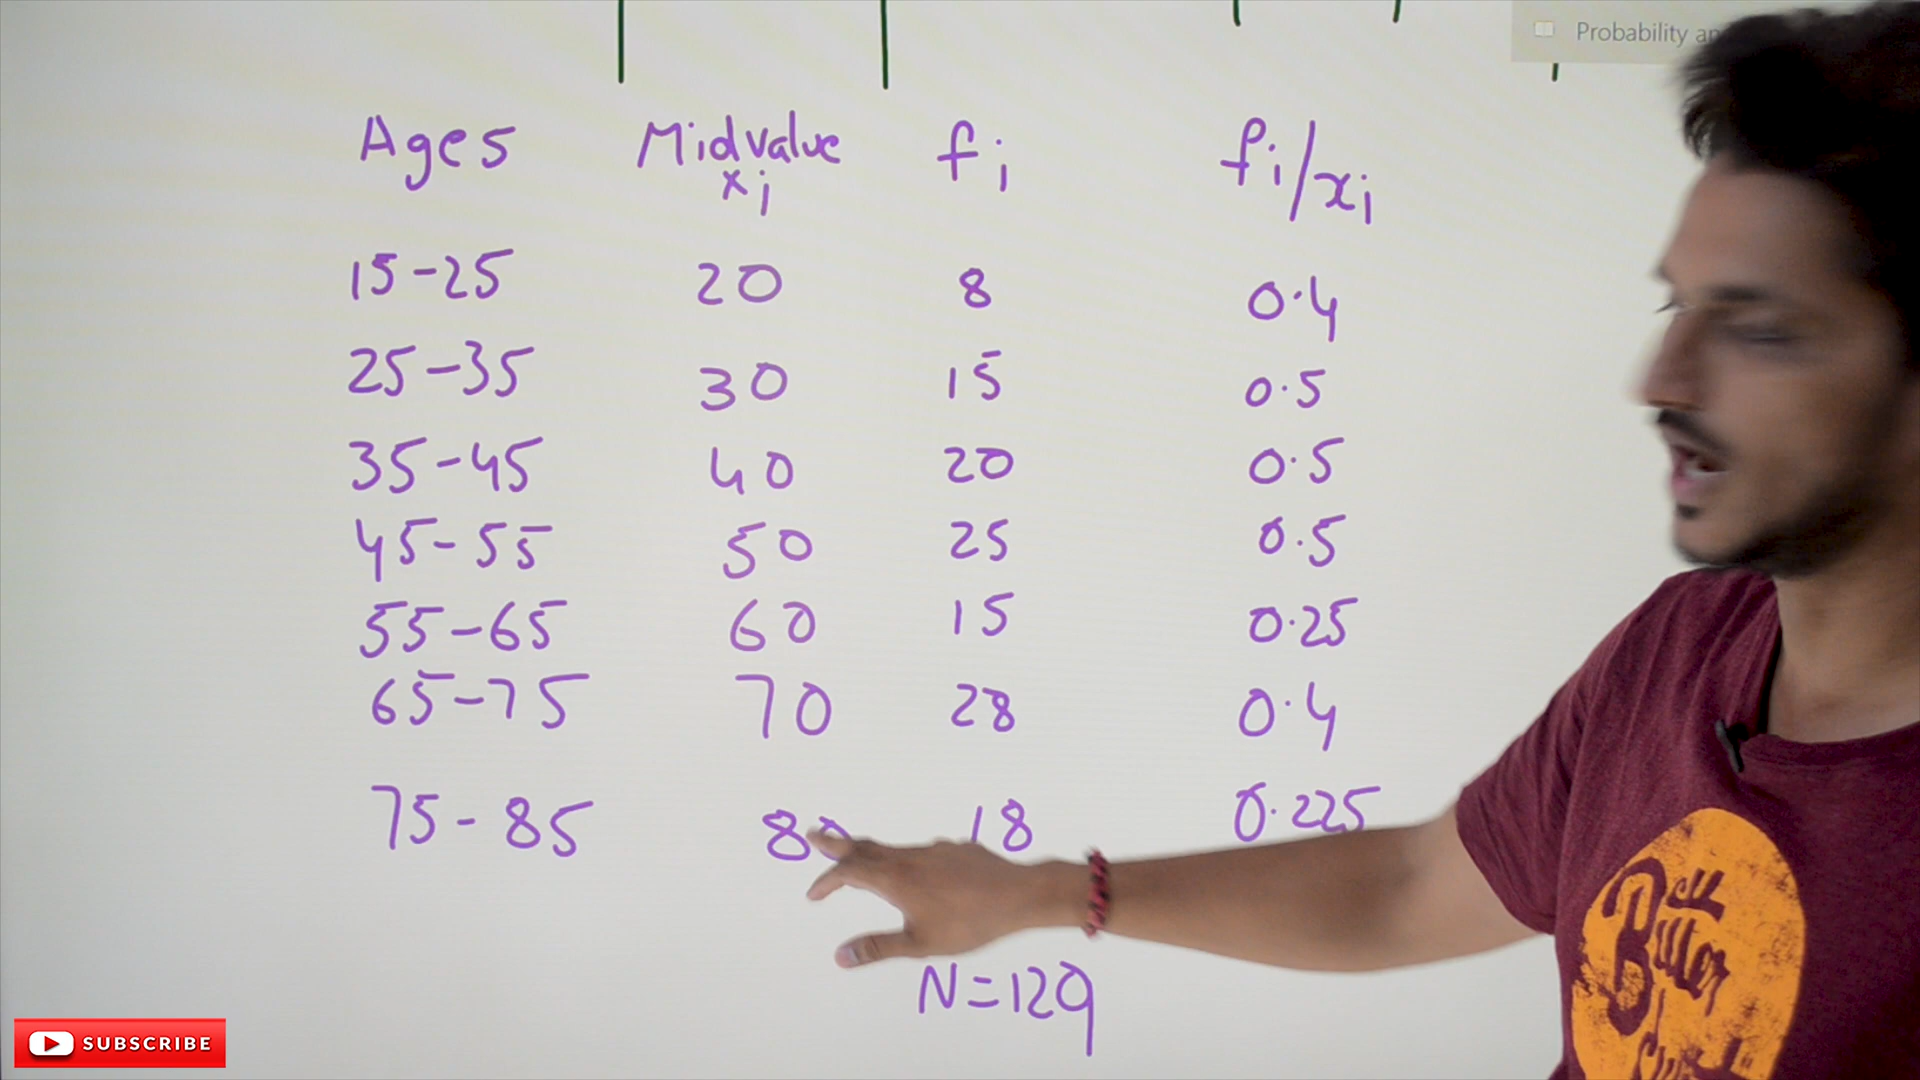 Probability
Ages Midvalue xi fi fi/xi
15-25 20 8 0.4
25-35 30 15 0.5
35-45 40 20 0.5
45-55 50 25 0.5
55-65 60 15 0.25
65-75 70 28 0.4
75-85 80 18 0.225
N=129
SUBSCRIBE